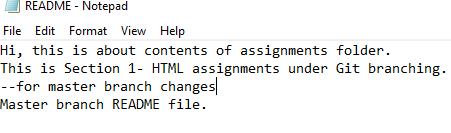 README - Notepad
File Edit Format View Help
Hi, this is about contents of assignments folder.
This is Section 1- HTML assignments under Git branching.
--for master branch changes
Master branch README file.